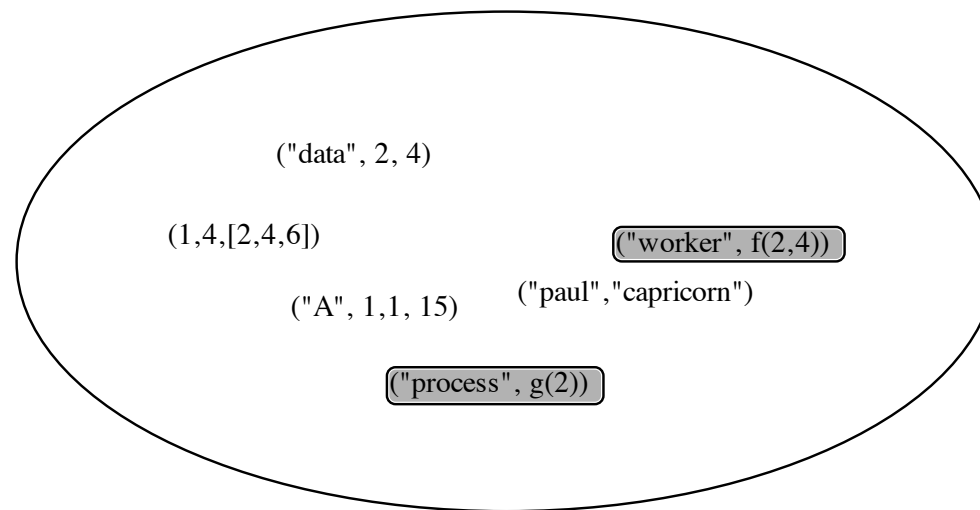 ("data", 2, 4)
(1,4,[2,4,6])
("worker", f(2,4))
("paul","capricorn")
("A", 1,1, 15)
("process", g(2))